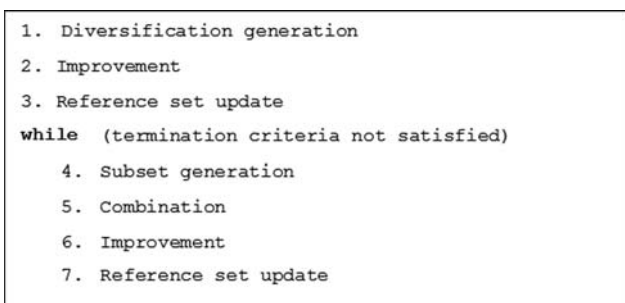 1. Diversification generation
2. Improvement
3. Reference set update
while (termination criteria not satisfied)
4. Subset generation
5. Combination
6. Improvement
7. Reference set update